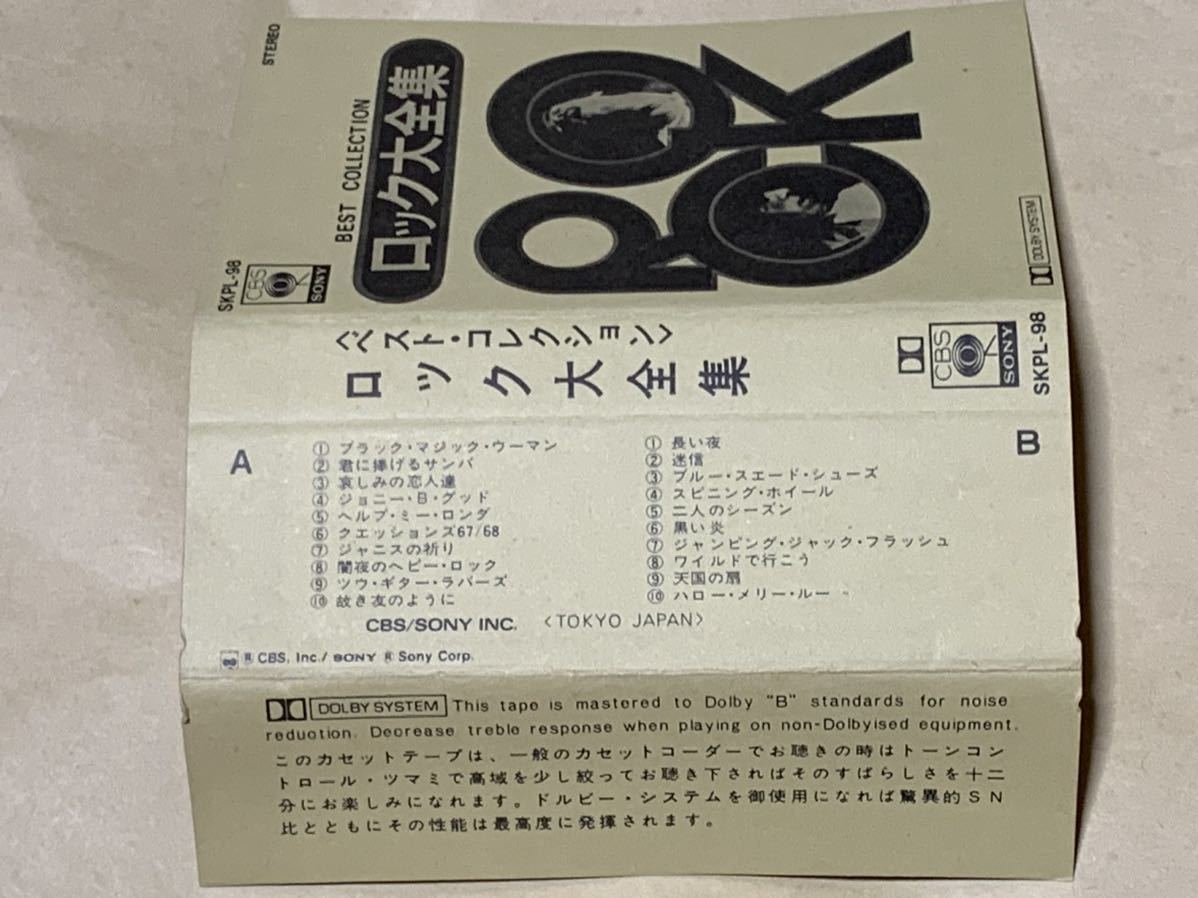 STEREO
BEST COLLECTION
ロック大全集
ROCK
SKPL-98
CBS
SONY
DOLBY SYSTEM
〈ベスト・コレクション〉
ロック大全集
CBS
SONY
SKPL-98
A
① ブラック・マジック・ウーマン
② 君に捧げるサンバ
③ 哀しみの恋人達
④ ジョニー・B・グッド
⑤ ヘルプ・ミー・ロンダ
⑥ クエッションズ67/68
⑦ ジャニスの祈り
⑧ 闇夜のヘビー・ロック
⑨ ツウ・ギター・ラバーズ
⑩ 故き友のように
B
① 長い夜
② 迷信
③ ブルー・スエード・シューズ
④ スピニング・ホイール
⑤ 二人のシーズン
⑥ 黒い炎
⑦ ジャンピング・ジャック・フラッシュ
⑧ ワイルドで行こう
⑨ 天国の扉
⑩ ハロー・メリー・ルー
CBS/SONY INC. 〈TOKYO JAPAN〉
CBS, Inc./ SONY Sony Corp.
DOLBY SYSTEM This tape is mastered to Dolby "B" standards for noise
reduction. Decrease treble response when playing on non-Dolbyised equipment.
このカセットテープは、一般のカセットコーダーでお聴きの時はトーンコン
トロール・ツマミで高域を少し絞ってお聴き下さればそのすばらしさを十二
分にお楽しみになれます。ドルビー・システムを御使用になれば驚異的SN
比とともにその性能は最高度に発揮されます。